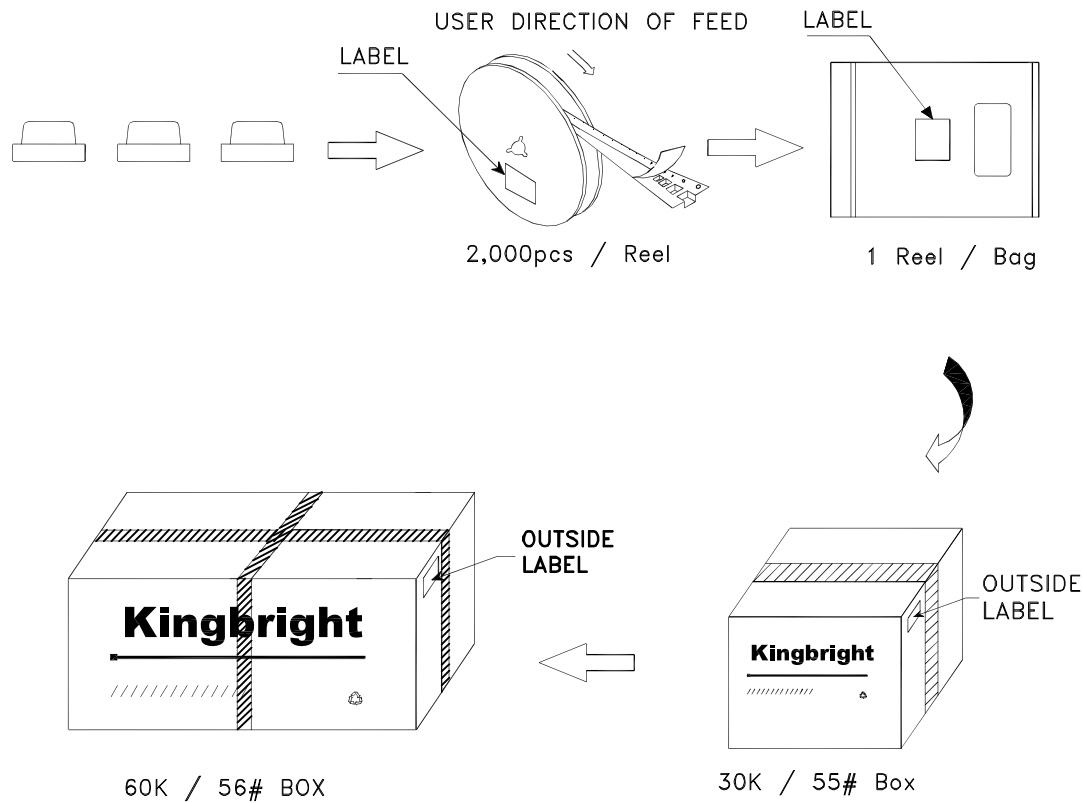 USER DIRECTION OF FEED
LABEL
LABEL
2,000pcs / Reel
1 Reel / Bag
OUTSIDE
LABEL
Kingbright
60K / 56# BOX
OUTSIDE
LABEL
Kingbright
30K / 55# Box